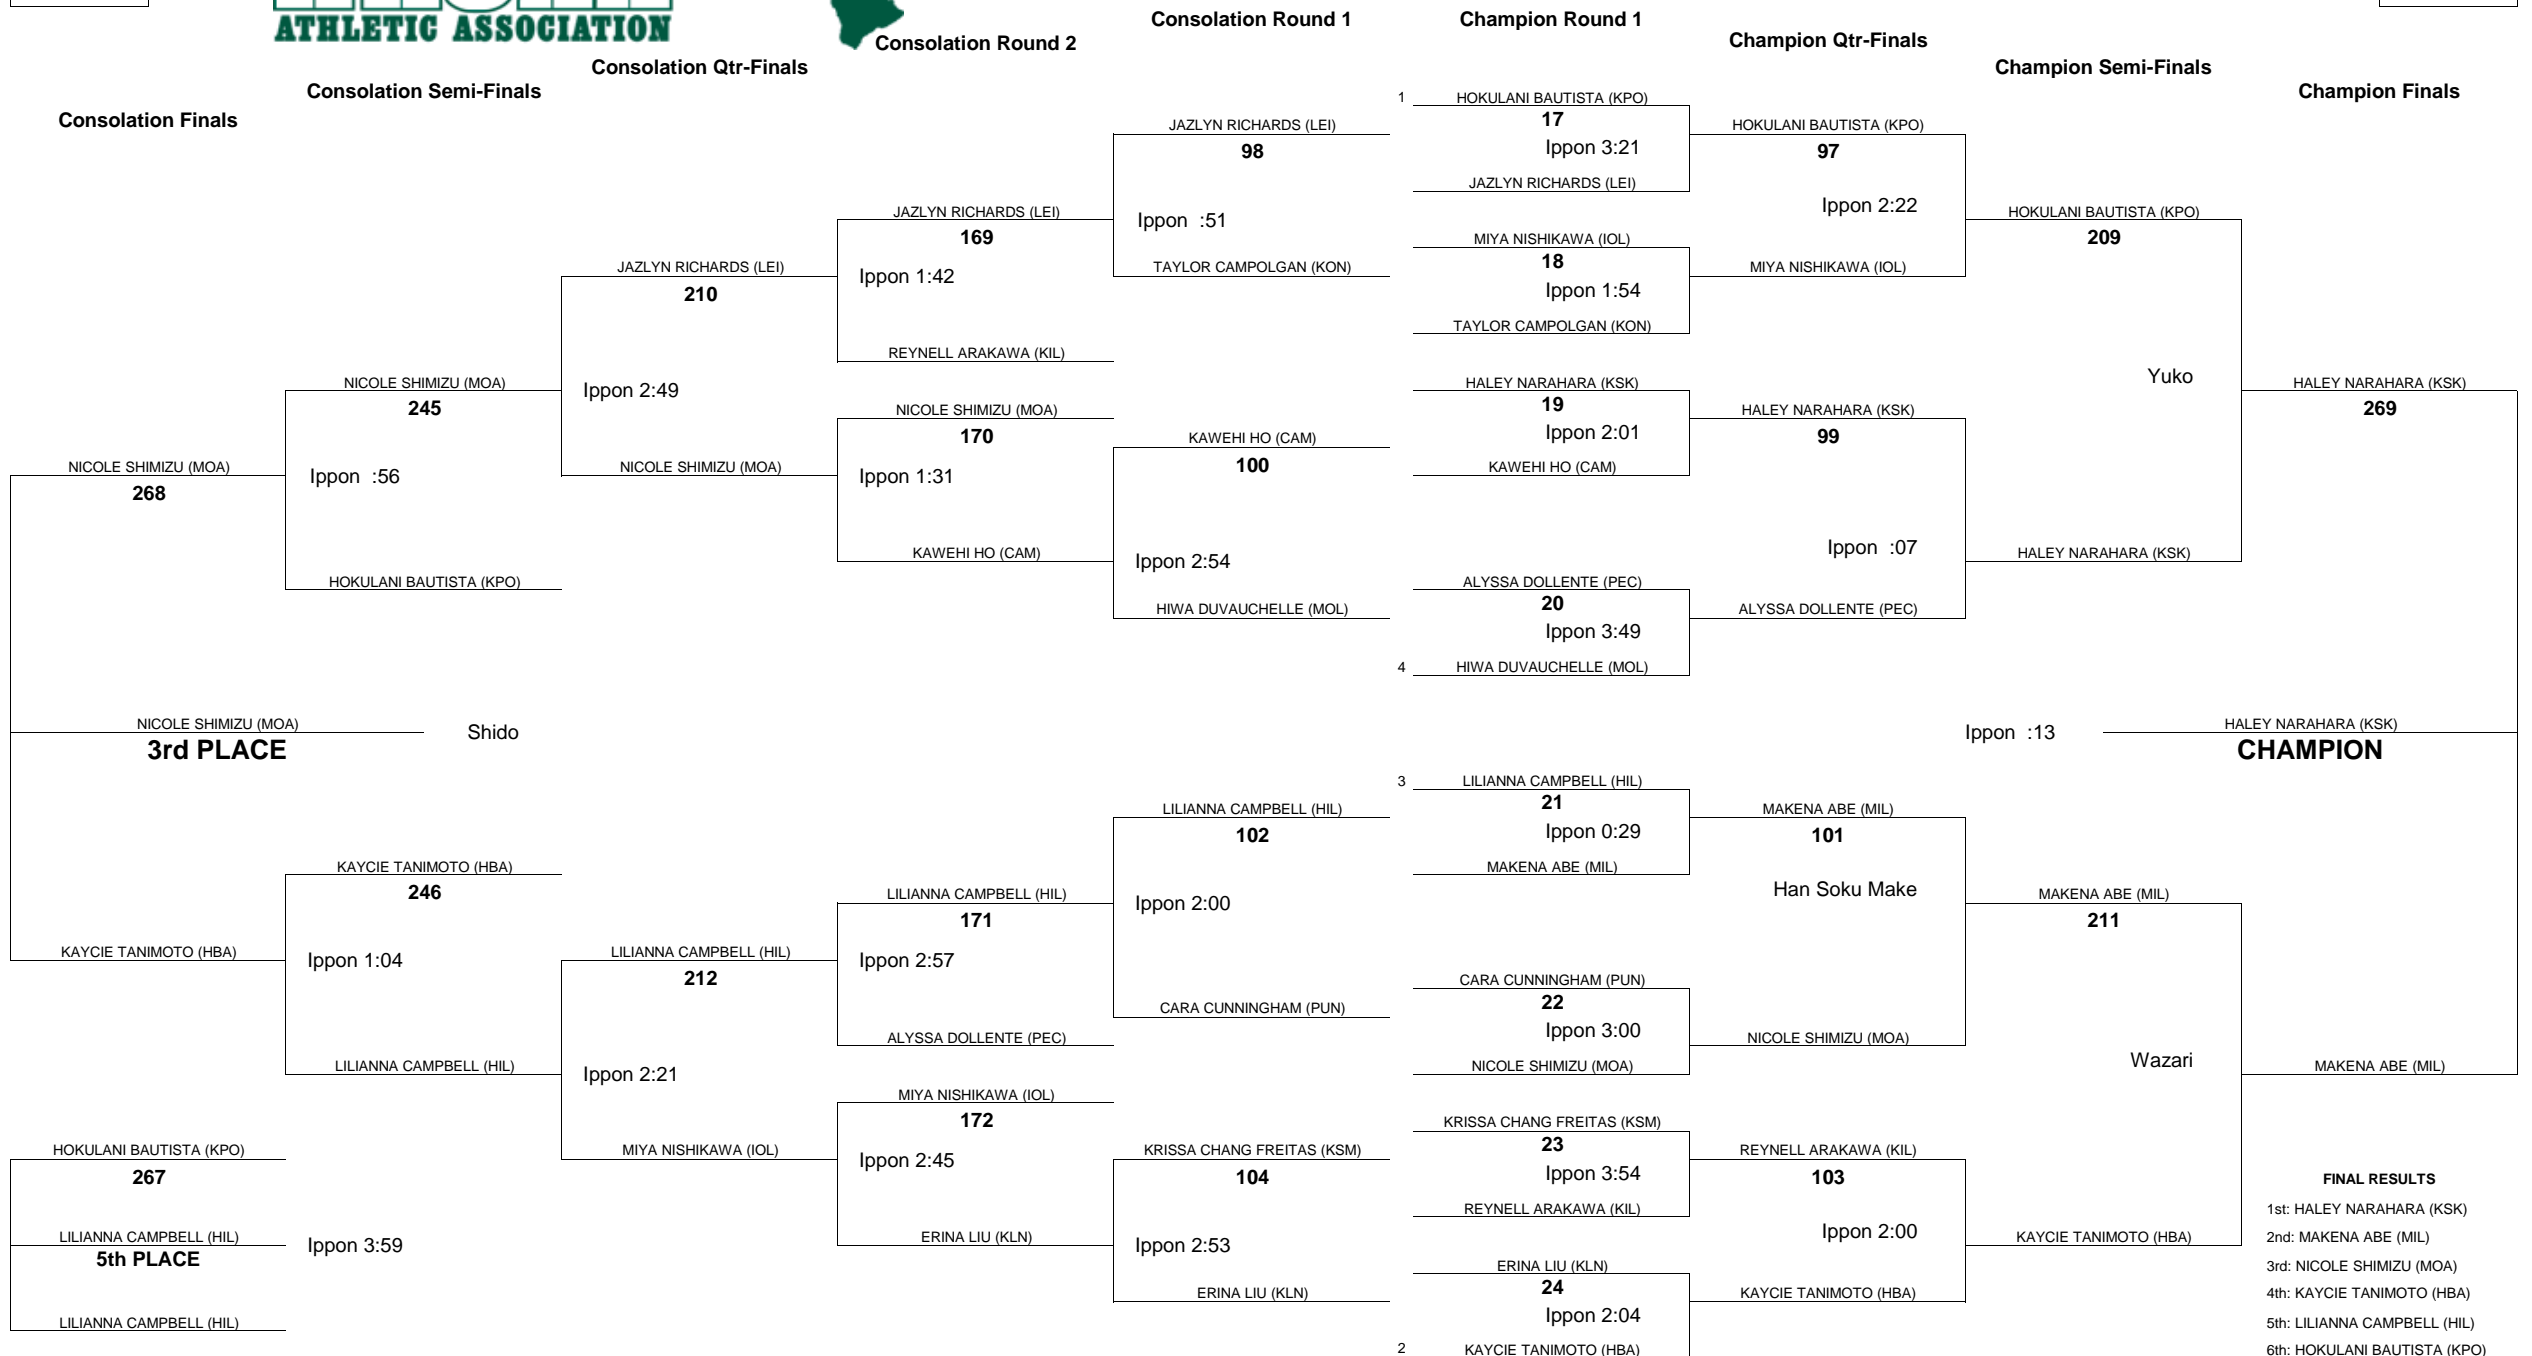 ATHLETIC ASSOCIATION
Consolation Round 1
Champion Round 1
Consolation Round 2
Champion Qtr-Finals
Consolation Qtr-Finals
Champion Semi-Finals
Consolation Semi-Finals
Champion Finals
Consolation Finals
NICOLE SHIMIZU (MOA)
268
NICOLE SHIMIZU (MOA)
3rd PLACE
Shido
KAYCIE TANIMOTO (HBA)
HOKULANI BAUTISTA (KPO)
267
LILIANNA CAMPBELL (HIL)
5th PLACE
Ippon 3:59
LILIANNA CAMPBELL (HIL)
NICOLE SHIMIZU (MOA)
245
Ippon :56
HOKULANI BAUTISTA (KPO)
KAYCIE TANIMOTO (HBA)
246
Ippon 1:04
LILIANNA CAMPBELL (HIL)
JAZLYN RICHARDS (LEI)
210
Ippon 2:49
NICOLE SHIMIZU (MOA)
LILIANNA CAMPBELL (HIL)
212
Ippon 2:21
MIYA NISHIKAWA (IOL)
JAZLYN RICHARDS (LEI)
169
Ippon 1:42
REYNELL ARAKAWA (KIL)
NICOLE SHIMIZU (MOA)
170
Ippon 1:31
KAWEHI HO (CAM)
LILIANNA CAMPBELL (HIL)
171
Ippon 2:57
ALYSSA DOLLENTE (PEC)
MIYA NISHIKAWA (IOL)
172
Ippon 2:45
ERINA LIU (KLN)
JAZLYN RICHARDS (LEI)
98
Ippon :51
TAYLOR CAMPOLGAN (KON)
KAWEHI HO (CAM)
100
Ippon 2:54
HIWA DUVAUCHELLE (MOL)
LILIANNA CAMPBELL (HIL)
102
Ippon 2:00
CARA CUNNINGHAM (PUN)
KRISSA CHANG FREITAS (KSM)
104
Ippon 2:53
ERINA LIU (KLN)
1 HOKULANI BAUTISTA (KPO)
17
Ippon 3:21
JAZLYN RICHARDS (LEI)
MIYA NISHIKAWA (IOL)
18
Ippon 1:54
TAYLOR CAMPOLGAN (KON)
HALEY NARAHARA (KSK)
19
Ippon 2:01
KAWEHI HO (CAM)
ALYSSA DOLLENTE (PEC)
20
Ippon 3:49
4 HIWA DUVAUCHELLE (MOL)
3 LILIANNA CAMPBELL (HIL)
21
Ippon 0:29
MAKENA ABE (MIL)
CARA CUNNINGHAM (PUN)
22
Ippon 3:00
NICOLE SHIMIZU (MOA)
KRISSA CHANG FREITAS (KSM)
23
Ippon 3:54
REYNELL ARAKAWA (KIL)
ERINA LIU (KLN)
24
Ippon 2:04
2 KAYCIE TANIMOTO (HBA)
HOKULANI BAUTISTA (KPO)
97
Ippon 2:22
MIYA NISHIKAWA (IOL)
HALEY NARAHARA (KSK)
99
Ippon :07
ALYSSA DOLLENTE (PEC)
MAKENA ABE (MIL)
101
Han Soku Make
NICOLE SHIMIZU (MOA)
REYNELL ARAKAWA (KIL)
103
Ippon 2:00
KAYCIE TANIMOTO (HBA)
HOKULANI BAUTISTA (KPO)
209
Yuko
HALEY NARAHARA (KSK)
MAKENA ABE (MIL)
211
Wazari
KAYCIE TANIMOTO (HBA)
HALEY NARAHARA (KSK)
269
Ippon :13
HALEY NARAHARA (KSK)
CHAMPION
MAKENA ABE (MIL)
FINAL RESULTS
1st: HALEY NARAHARA (KSK)
2nd: MAKENA ABE (MIL)
3rd: NICOLE SHIMIZU (MOA)
4th: KAYCIE TANIMOTO (HBA)
5th: LILIANNA CAMPBELL (HIL)
6th: HOKULANI BAUTISTA (KPO)